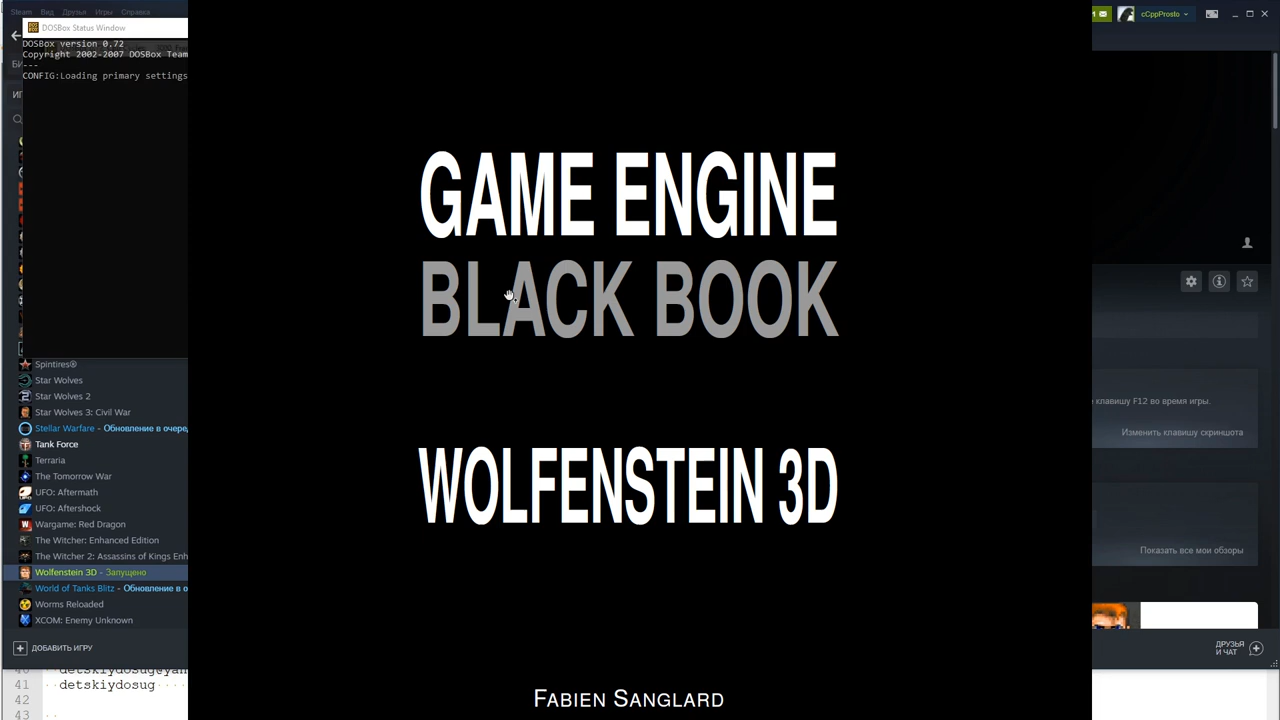 Steam Вид Друзья Игры Справка
cCppProsto
DOSBox Status Window
DOSBox version 0.72
Copyright 2002-2007 DOSBox Team
---
CONFIG:Loading primary settings
GAME ENGINE
BLACK BOOK
WOLFENSTEIN 3D
FABIEN SANGLARD
Spintires®
Star Wolves
Star Wolves 2
Star Wolves 3: Civil War
Stellar Warfare - Обновление в очере
Tank Force
Terraria
The Tomorrow War
UFO: Aftermath
UFO: Aftershock
Wargame: Red Dragon
The Witcher: Enhanced Edition
The Witcher 2: Assassins of Kings Enh
Wolfenstein 3D - Запущено
World of Tanks Blitz - Обновление в о
Worms Reloaded
XCOM: Enemy Unknown
ДОБАВИТЬ ИГРУ
клавишу F12 во время игры.
Изменить клавишу скриншота
Показать все мои обзоры
ДРУЗЬЯ
И ЧАТ
41 detskiydosug
42
43